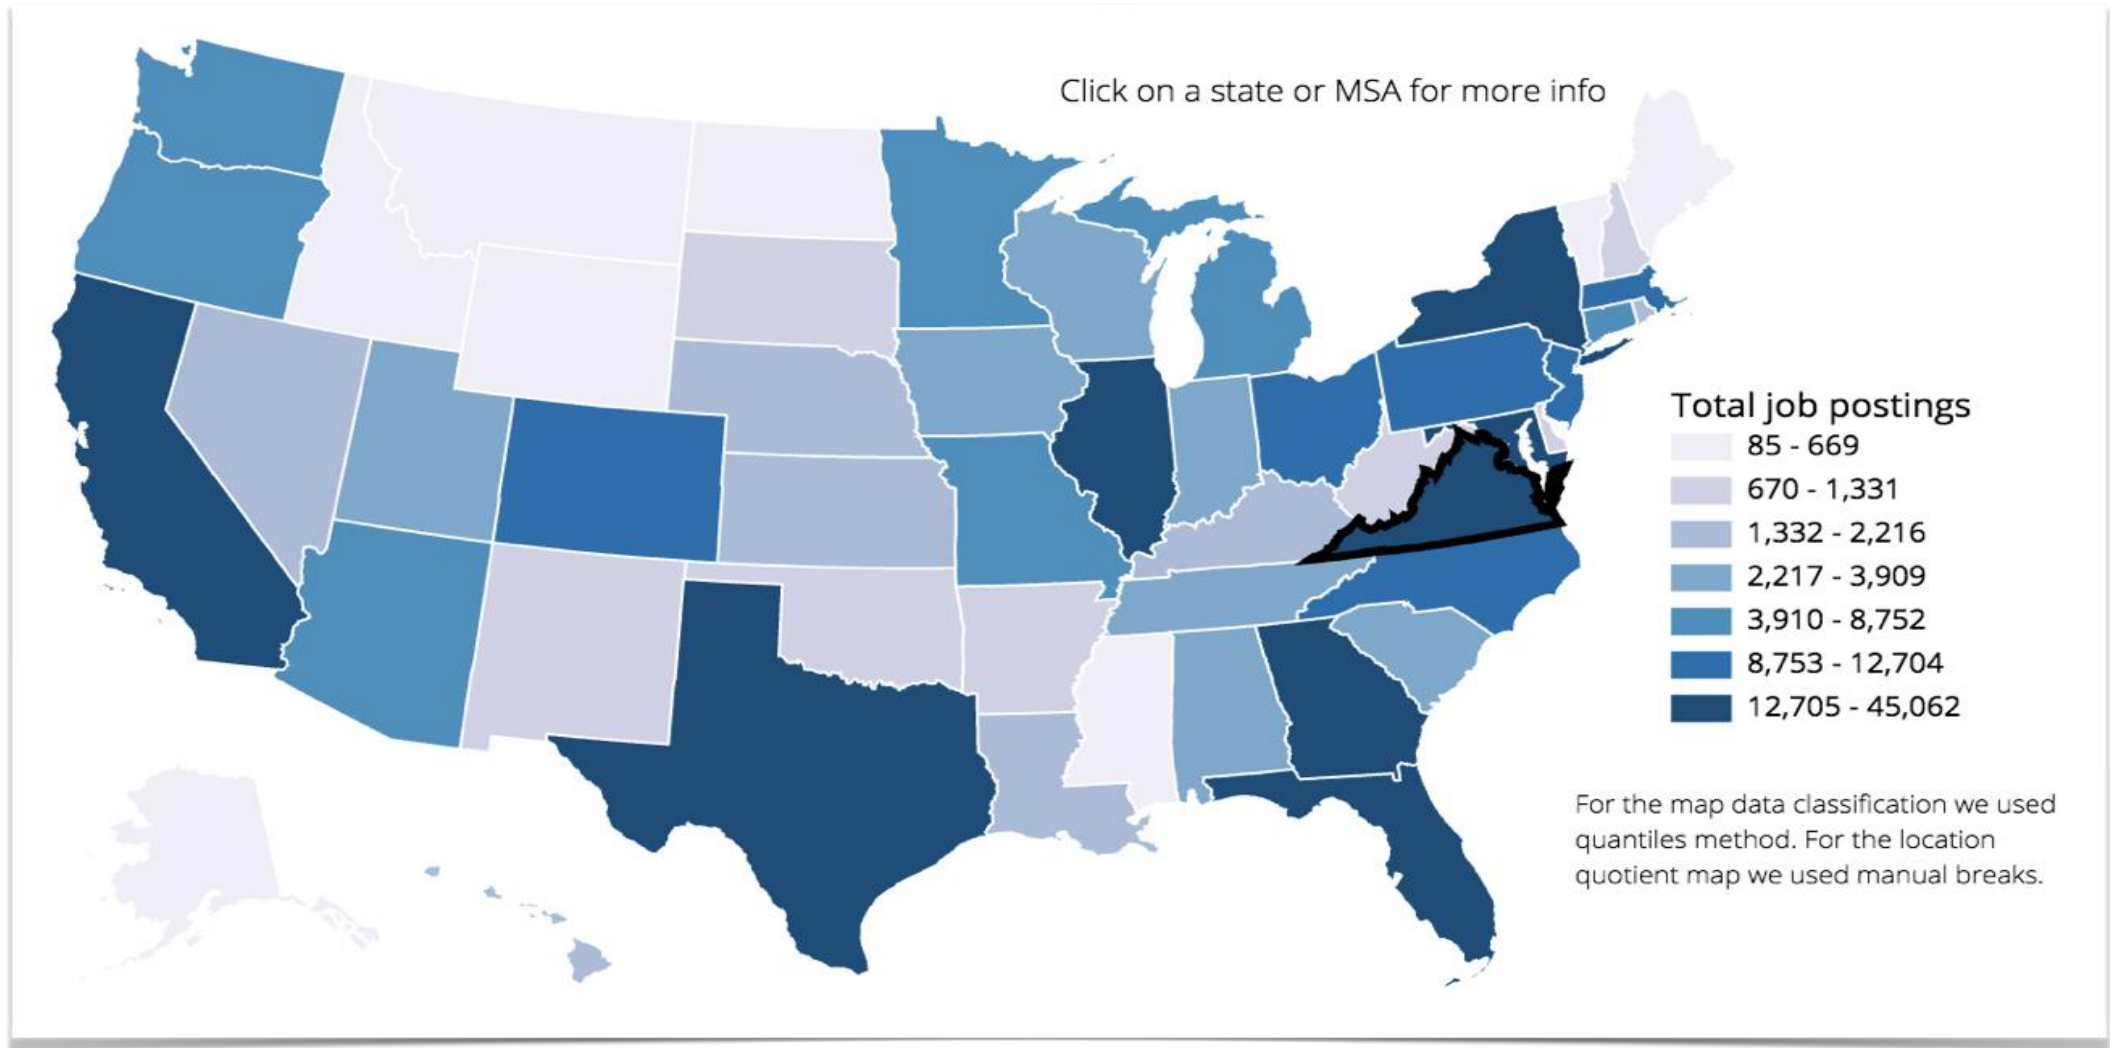 Click on a state or MSA for more info
Total job postings
85 - 669
670 - 1,331
1,332 - 2,216
2,217 - 3,909
3,910 - 8,752
8,753 - 12,704
12,705 - 45,062
For the map data classification we used
quantiles method. For the location
quotient map we used manual breaks.